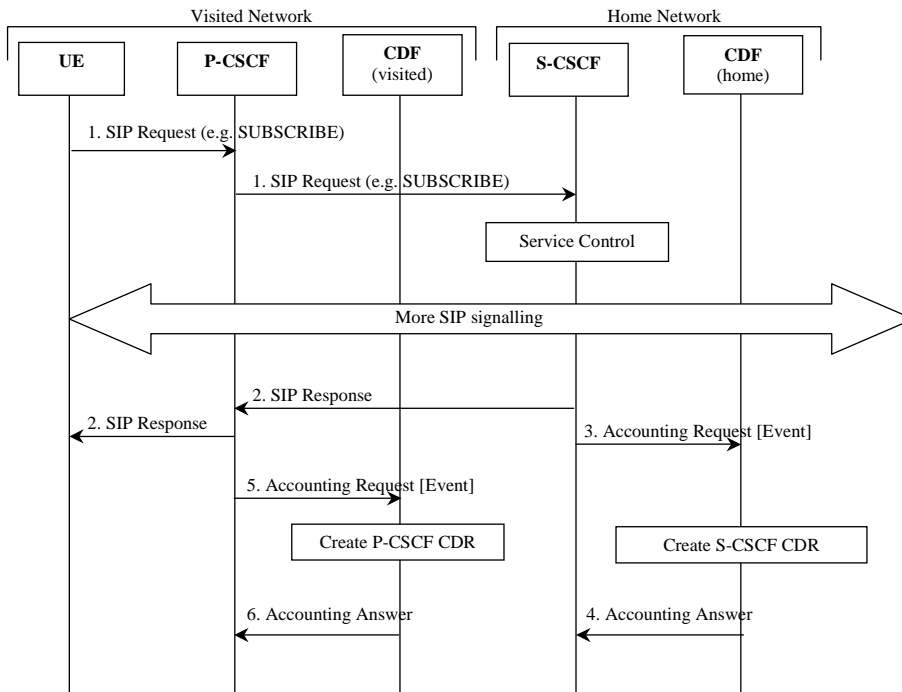 Visited Network
Home Network
UE
P-CSCF
CDF
(visited)
S-CSCF
CDF
(home)
1. SIP Request (e.g. SUBSCRIBE)
1. SIP Request (e.g. SUBSCRIBE)
Service Control
More SIP signalling
2. SIP Response
2. SIP Response
3. Accounting Request [Event]
5. Accounting Request [Event]
Create P-CSCF CDR
Create S-CSCF CDR
6. Accounting Answer
4. Accounting Answer